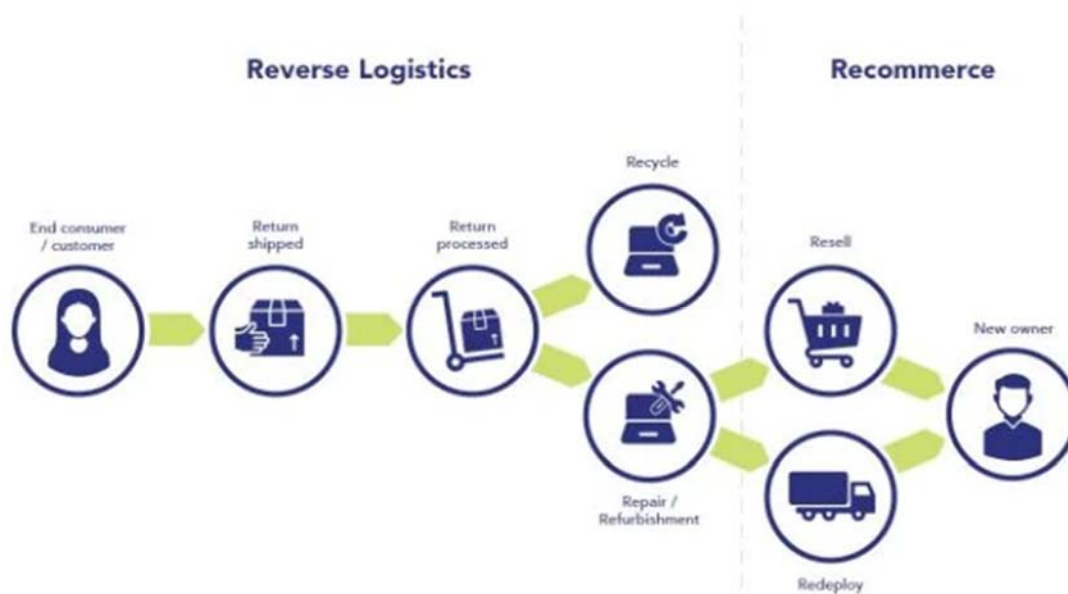 Reverse Logistics
Recommerce
End consumer
/ customer
Return
shipped
Return
processed
Recycle
Repair /
Refurbishment
Resell
Redeploy
New owner